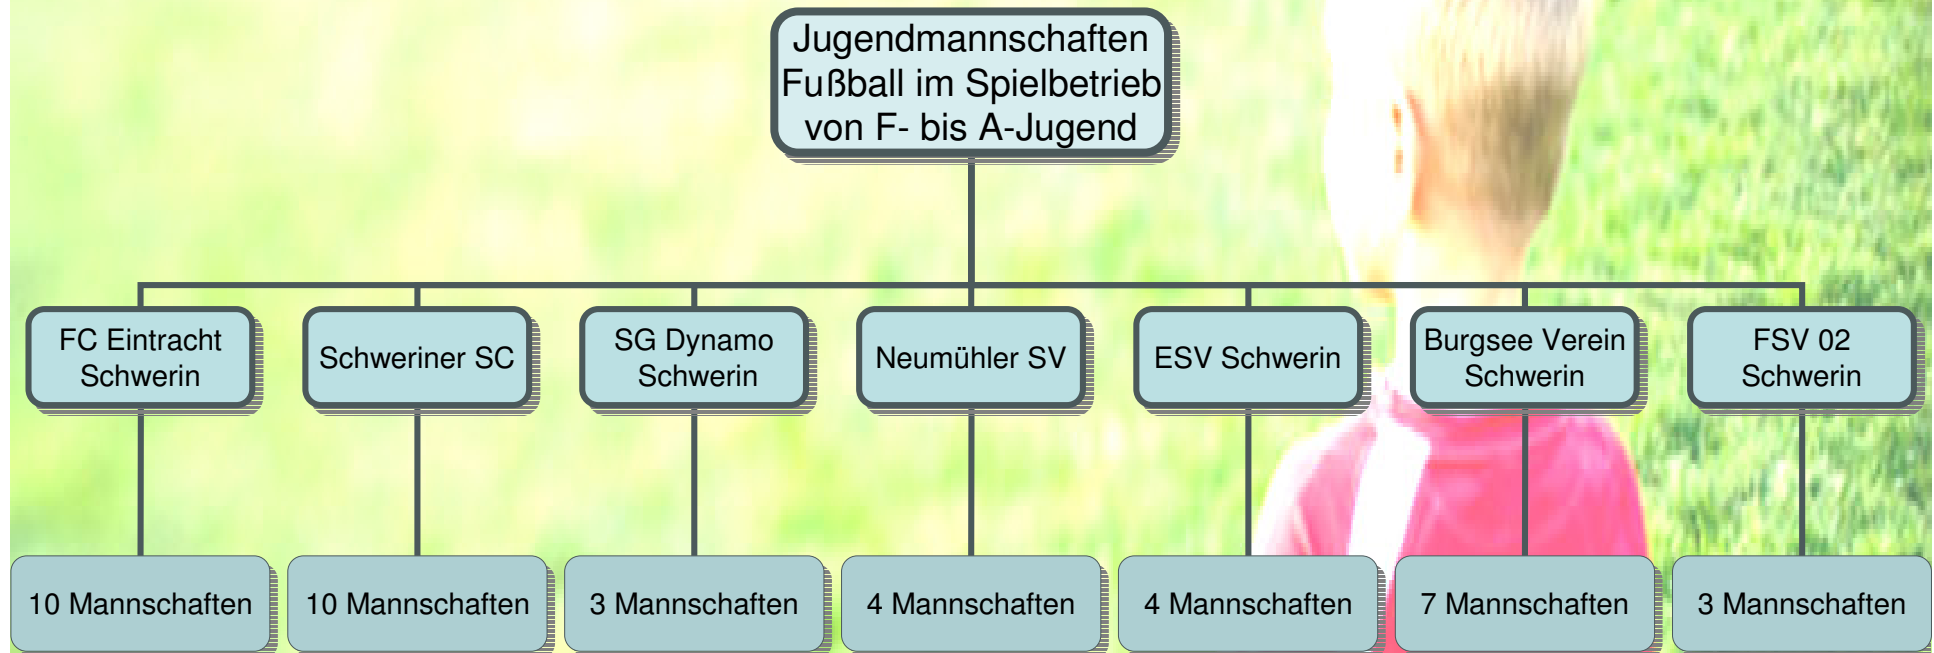 Jugendmannschaften
Fußball im Spielbetrieb
von F- bis A-Jugend
FC Eintracht
Schwerin
Schweriner SC
SG Dynamo
Schwerin
Neumühler SV
ESV Schwerin
Burgsee Verein
Schwerin
FSV 02
Schwerin
10 Mannschaften
10 Mannschaften
3 Mannschaften
4 Mannschaften
4 Mannschaften
7 Mannschaften
3 Mannschaften